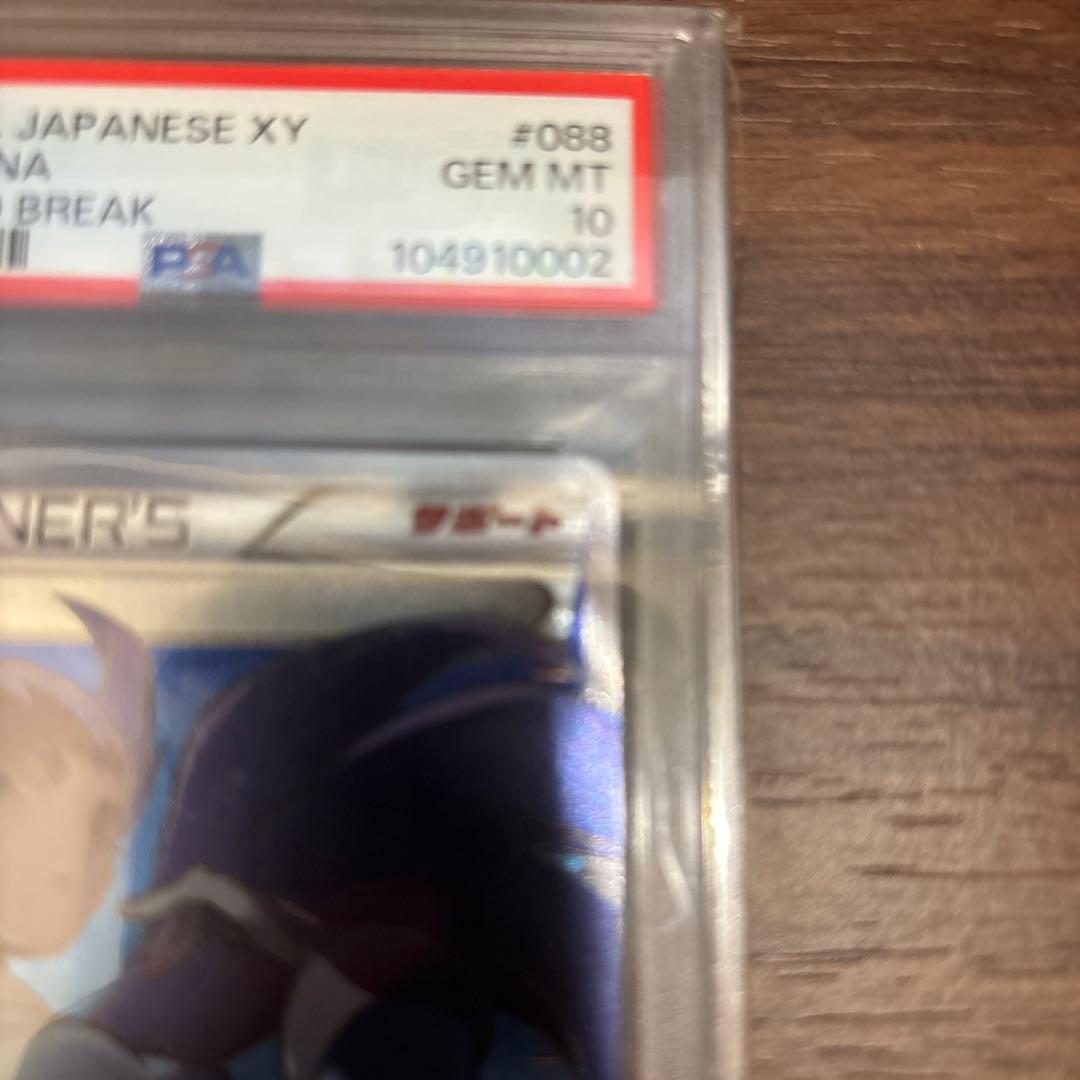 JAPANESE XY #088
NA GEM MT
BREAK 10
PSA 104910002
NER'S サポート